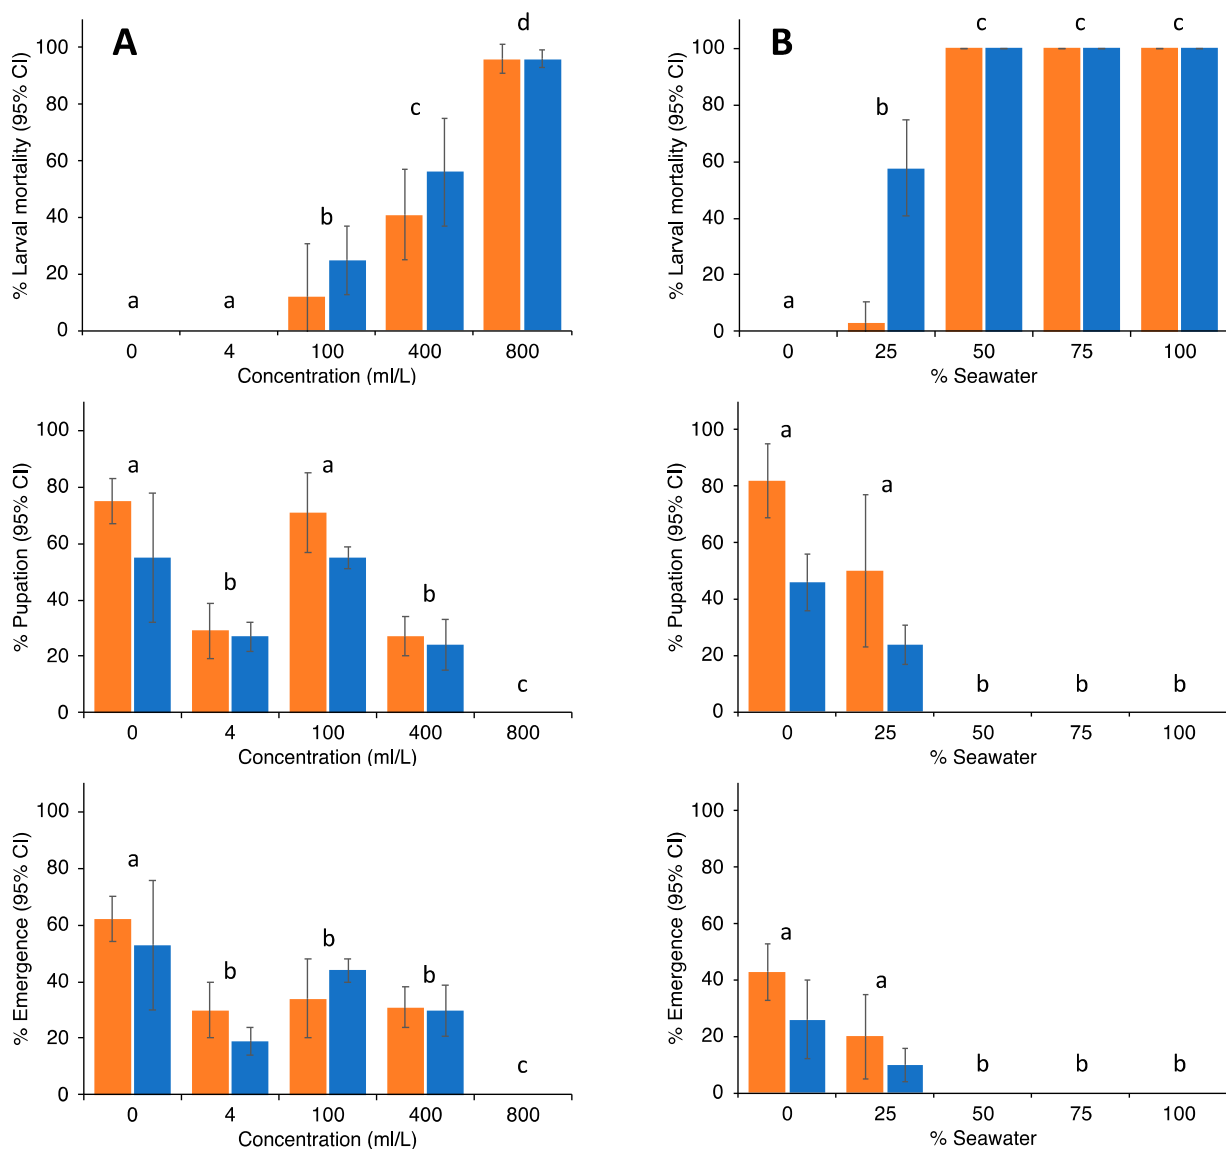 A
% Larval mortality (95% CI)
100
80
60
40
20
0
a
a
b
c
d
0 4 100 400 800
Concentration (ml/L)
B
% Larval mortality (95% CI)
100
80
60
40
20
0
a
b
c
c
c
0 25 50 75 100
% Seawater
% Pupation (95% CI)
100
80
60
40
20
0
a
b
a
b
c
0 4 100 400 800
Concentration (ml/L)
% Pupation (95% CI)
100
80
60
40
20
0
a
a
b
b
b
0 25 50 75 100
% Seawater
% Emergence (95% CI)
100
80
60
40
20
0
a
b
b
b
c
0 4 100 400 800
Concentration (ml/L)
% Emergence (95% CI)
100
80
60
40
20
0
a
a
b
b
b
0 25 50 75 100
% Seawater